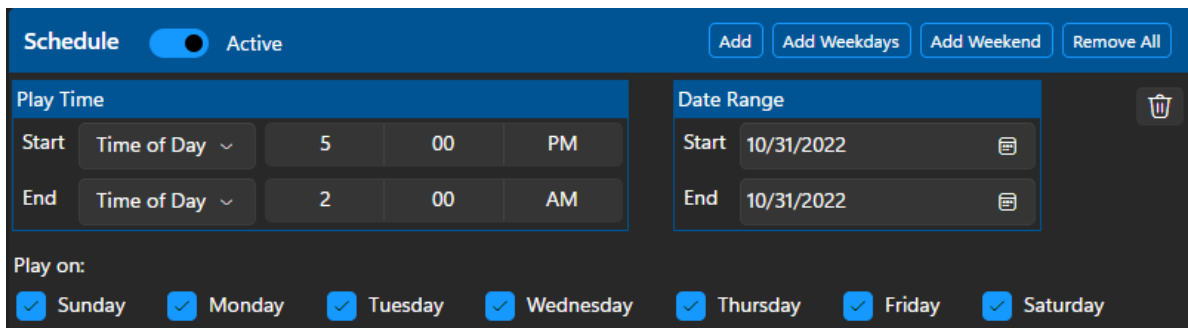 Schedule Active Add Add Weekdays Add Weekend Remove All
Play Time Date Range
Start Time of Day 5 00 PM Start 10/31/2022
End Time of Day 2 00 AM End 10/31/2022
Play on:
Sunday Monday Tuesday Wednesday Thursday Friday Saturday